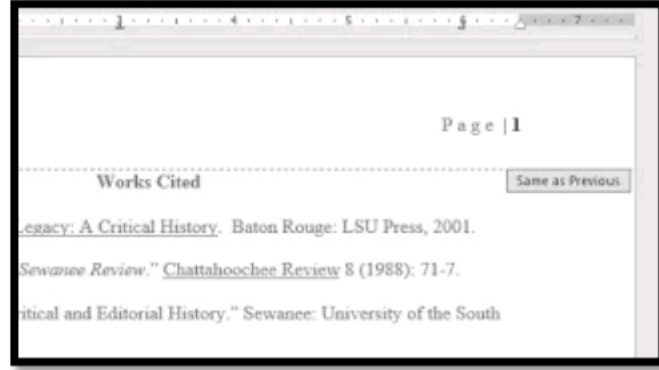 3 4 5 6 7
Page | 1
Works Cited
Same as Previous
Legacy: A Critical History. Baton Rouge: LSU Press, 2001.
Sewanee Review." Chattahoochee Review 8 (1988): 71-7.
itical and Editorial History." Sewanee: University of the South